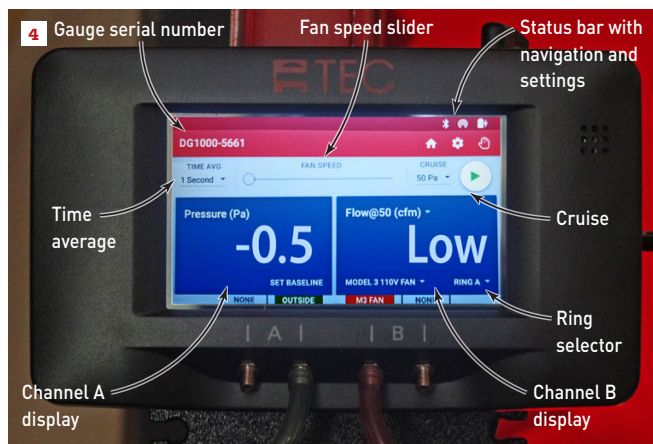 4
Gauge serial number
Fan speed slider
Status bar with
navigation and
settings
TEC
DG1000-5661
TIME AVG
1 Second
FAN SPEED
CRUISE
50 Pa
Time
average
Cruise
Pressure (Pa)
-0.5
SET BASELINE
Flow@50 (cfm)
Low
MODEL 3 110V FAN
RING A
NONE
OUTSIDE
M3 FAN
NONE
Ring
selector
A
B
Channel A
display
Channel B
display